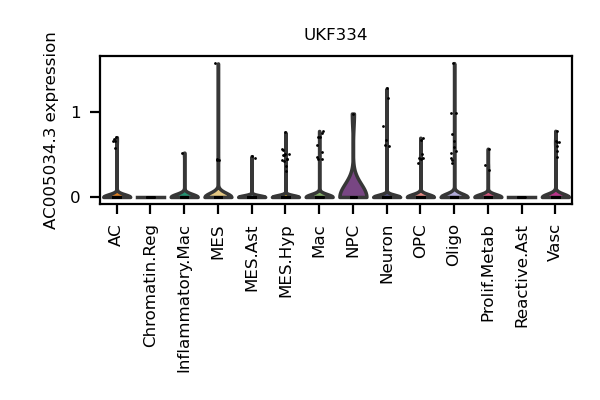 UKF334
AC005034.3 expression
1
0
AC
Chromatin.Reg
Inflammatory.Mac
MES
MES.Ast
MES.Hyp
Mac
NPC
Neuron
OPC
Oligo
Prolif.Metab
Reactive.Ast
Vasc